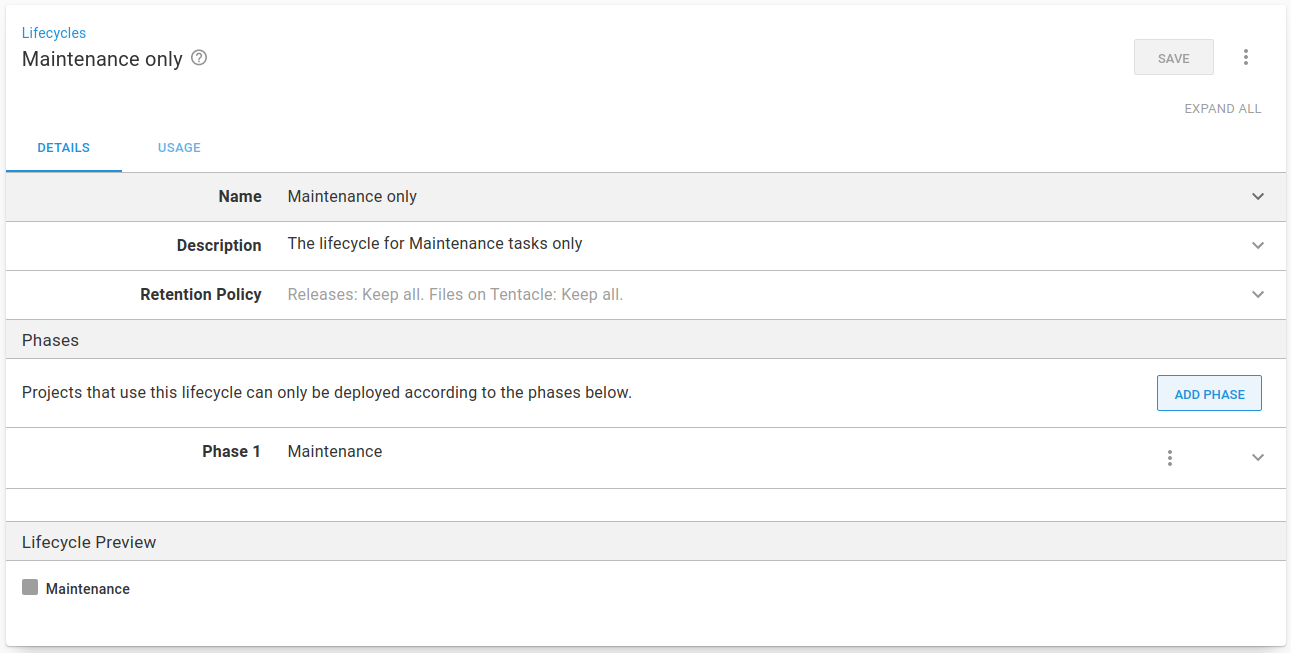 Lifecycles
Maintenance only
SAVE
EXPAND ALL
DETAILS USAGE
Name Maintenance only
Description The lifecycle for Maintenance tasks only
Retention Policy Releases: Keep all. Files on Tentacle: Keep all.
Phases
Projects that use this lifecycle can only be deployed according to the phases below. ADD PHASE
Phase 1 Maintenance
Lifecycle Preview
Maintenance